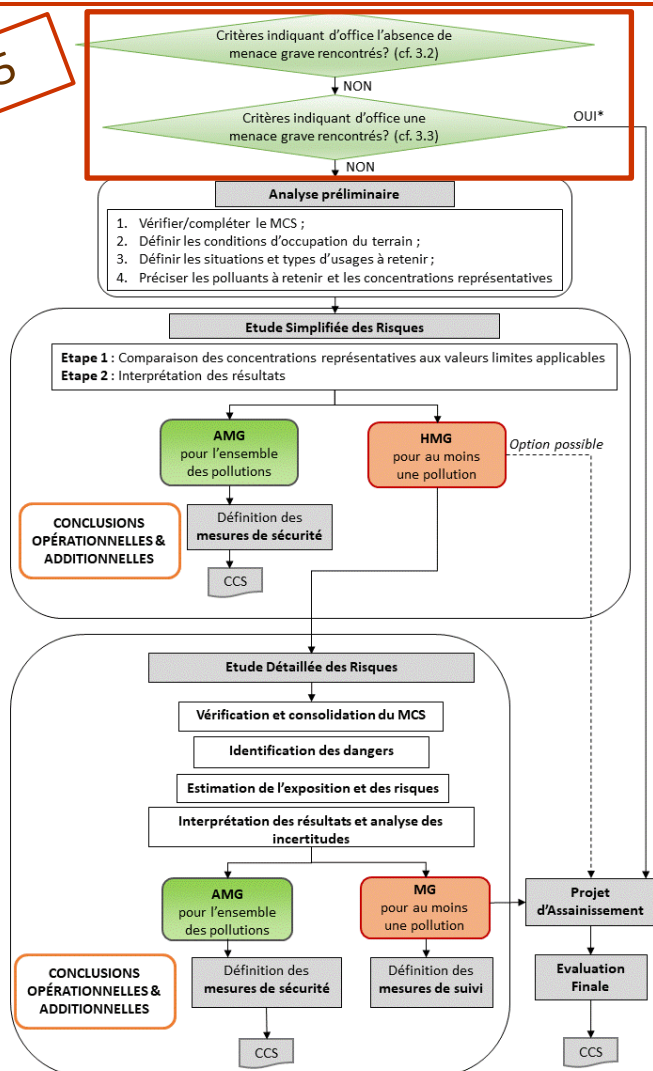 Critères indiquant d'office l'absence de
menace grave rencontrés? (cf. 3.2)
NON
Critères indiquant d'office une
menace grave rencontrés? (cf. 3.3)
OUI*
NON
Analyse préliminaire
1. Vérifier/compléter le MCS ;
2. Définir les conditions d'occupation du terrain ;
3. Définir les situations et types d'usages à retenir ;
4. Préciser les polluants à retenir et les concentrations représentatives
Etude Simplifiée des Risques
Etape 1 : Comparaison des concentrations représentatives aux valeurs limites applicables
Etape 2 : Interprétation des résultats
AMG
pour l'ensemble
des pollutions
HMG
pour au moins
une pollution
Option possible
CONCLUSIONS
OPÉRATIONNELLES &
ADDITIONNELLES
Définition des
mesures de sécurité
CCS
Etude Détaillée des Risques
Vérification et consolidation du MCS
Identification des dangers
Estimation de l'exposition et des risques
Interprétation des résultats et analyse des
incertitudes
AMG
pour l'ensemble
des pollutions
MG
pour au moins
une pollution
Projet
d'Assainissement
CONCLUSIONS
OPÉRATIONNELLES &
ADDITIONNELLES
Définition des
mesures de sécurité
Définition des
mesures de suivi
Evaluation
Finale
CCS
CCS